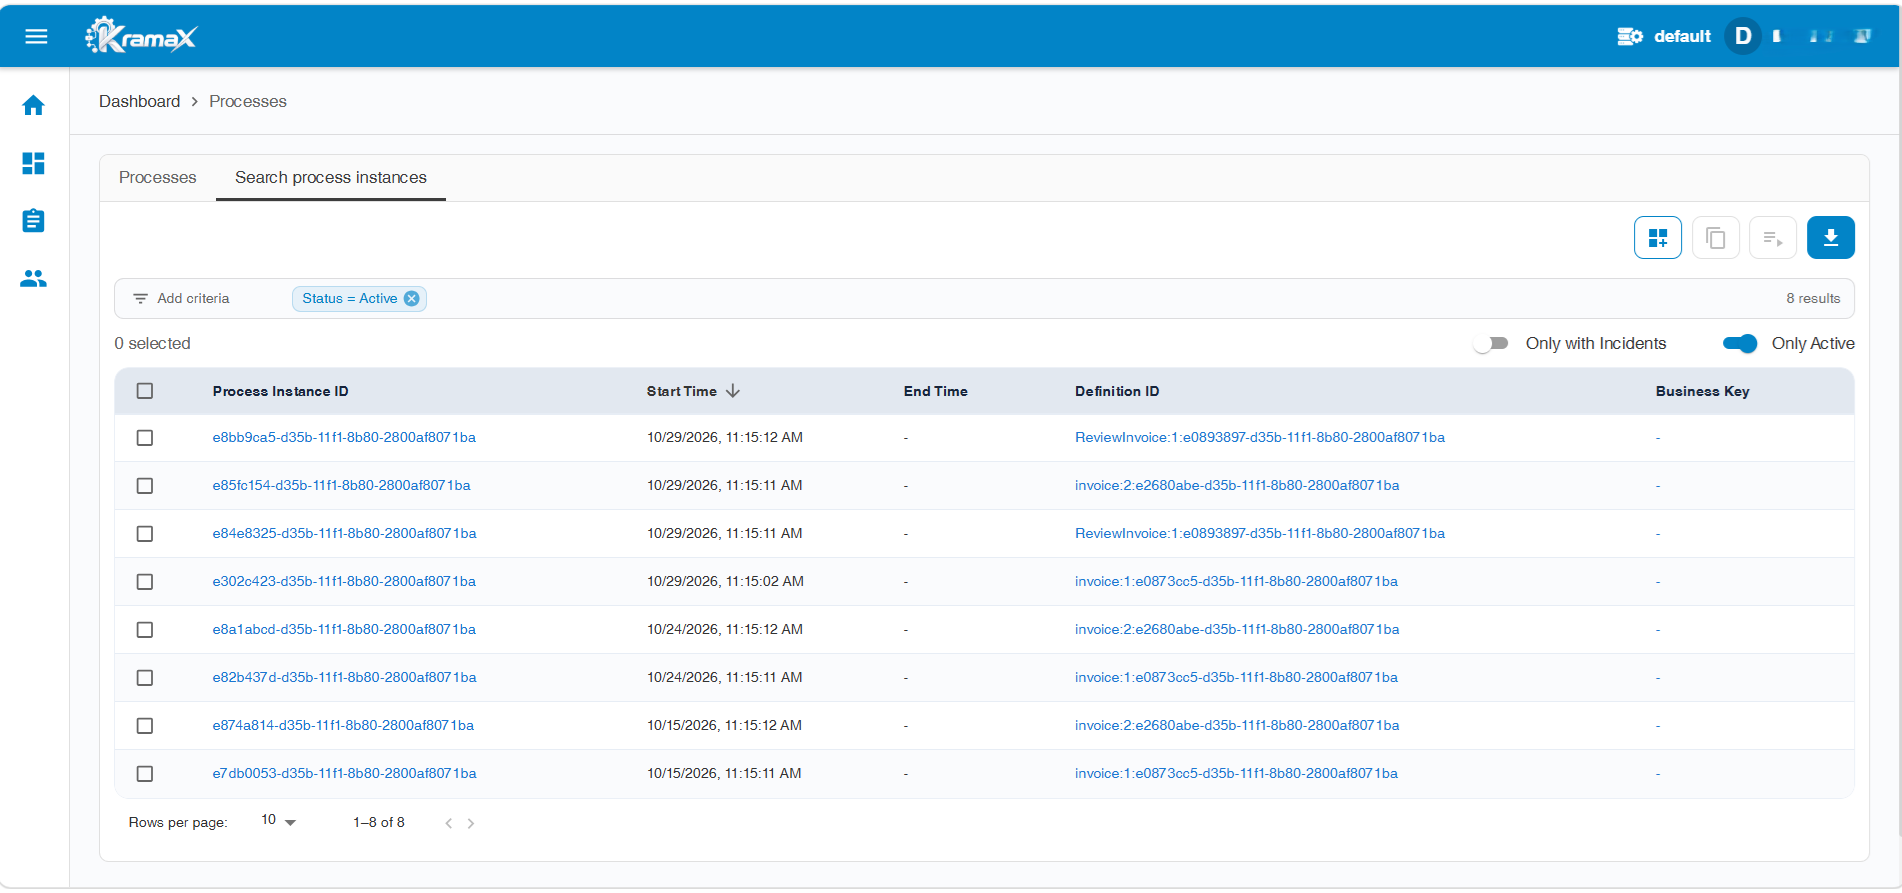 KramaX
default D
Dashboard > Processes
Processes Search process instances
Add criteria Status = Active 8 results
0 selected Only with Incidents Only Active
Process Instance ID Start Time End Time Definition ID Business Key
e8bb9ca5-d35b-11f1-8b80-2800af8071ba 10/29/2026, 11:15:12 AM - ReviewInvoice:1:e0893897-d35b-11f1-8b80-2800af8071ba -
e85fc154-d35b-11f1-8b80-2800af8071ba 10/29/2026, 11:15:11 AM - invoice:2:e2680abe-d35b-11f1-8b80-2800af8071ba -
e84e8325-d35b-11f1-8b80-2800af8071ba 10/29/2026, 11:15:11 AM - ReviewInvoice:1:e0893897-d35b-11f1-8b80-2800af8071ba -
e302c423-d35b-11f1-8b80-2800af8071ba 10/29/2026, 11:15:02 AM - invoice:1:e0873cc5-d35b-11f1-8b80-2800af8071ba -
e8a1abcd-d35b-11f1-8b80-2800af8071ba 10/24/2026, 11:15:12 AM - invoice:2:e2680abe-d35b-11f1-8b80-2800af8071ba -
e82b437d-d35b-11f1-8b80-2800af8071ba 10/24/2026, 11:15:11 AM - invoice:1:e0873cc5-d35b-11f1-8b80-2800af8071ba -
e874a814-d35b-11f1-8b80-2800af8071ba 10/15/2026, 11:15:12 AM - invoice:2:e2680abe-d35b-11f1-8b80-2800af8071ba -
e7db0053-d35b-11f1-8b80-2800af8071ba 10/15/2026, 11:15:11 AM - invoice:1:e0873cc5-d35b-11f1-8b80-2800af8071ba -
Rows per page: 10 1–8 of 8